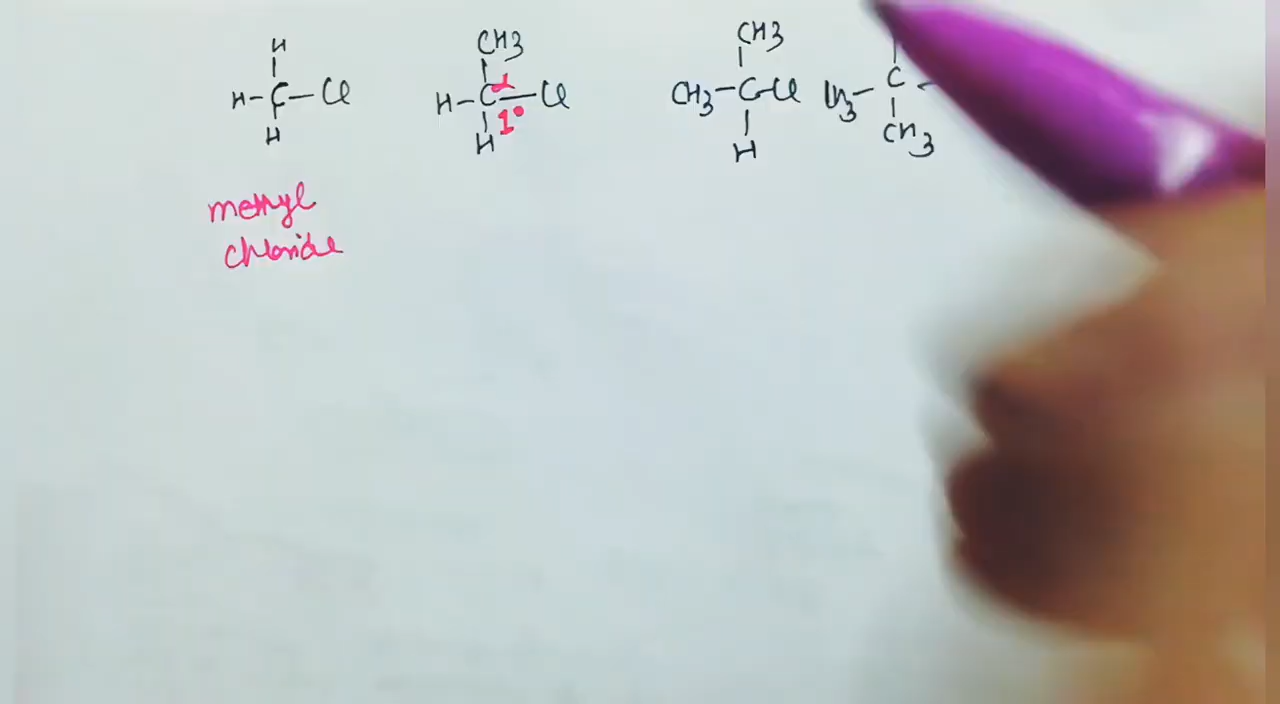 H
H-C-Cl
H
methyl
chloride
CH3
H-C-Cl
α
1°
H
CH3
CH3-C-Cl
H
CH3-C-
CH3